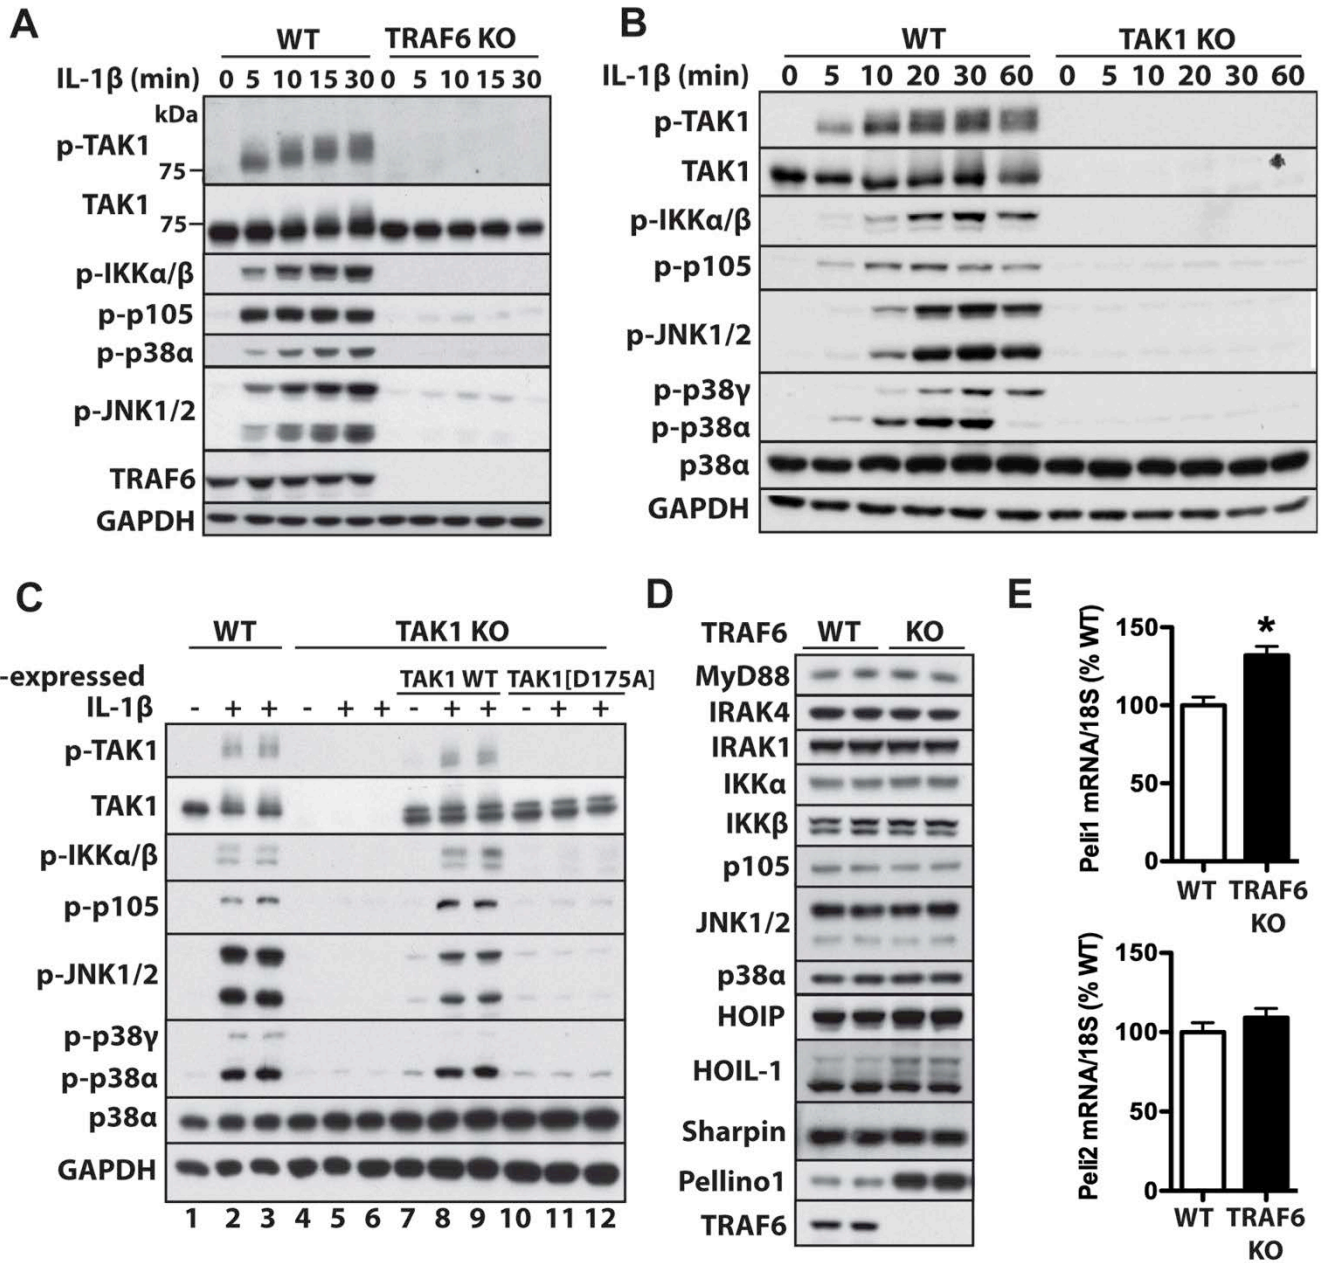 A
WT TRAF6 KO
IL-1β (min) 0 5 10 15 30 0 5 10 15 30
kDa
p-TAK1
75
TAK1
75
p-IKKα/β
p-p105
p-p38α
p-JNK1/2
TRAF6
GAPDH
B
WT TAK1 KO
IL-1β (min) 0 5 10 20 30 60 0 5 10 20 30 60
p-TAK1
TAK1
p-IKKα/β
p-p105
p-JNK1/2
p-p38γ
p-p38α
p38α
GAPDH
C
WT TAK1 KO
-expressed TAK1 WT TAK1[D175A]
IL-1β - + + - + + - + + - + +
p-TAK1
TAK1
p-IKKα/β
p-p105
p-JNK1/2
p-p38γ
p-p38α
p38α
GAPDH
1 2 3 4 5 6 7 8 9 10 11 12
D
TRAF6 WT KO
MyD88
IRAK4
IRAK1
IKKα
IKKβ
p105
JNK1/2
p38α
HOIP
HOIL-1
Sharpin
Pellino1
TRAF6
E
Peli1 mRNA/18S (% WT)
150
100
50
0
*
WT TRAF6
KO
Peli2 mRNA/18S (% WT)
150
100
50
0
WT TRAF6
KO